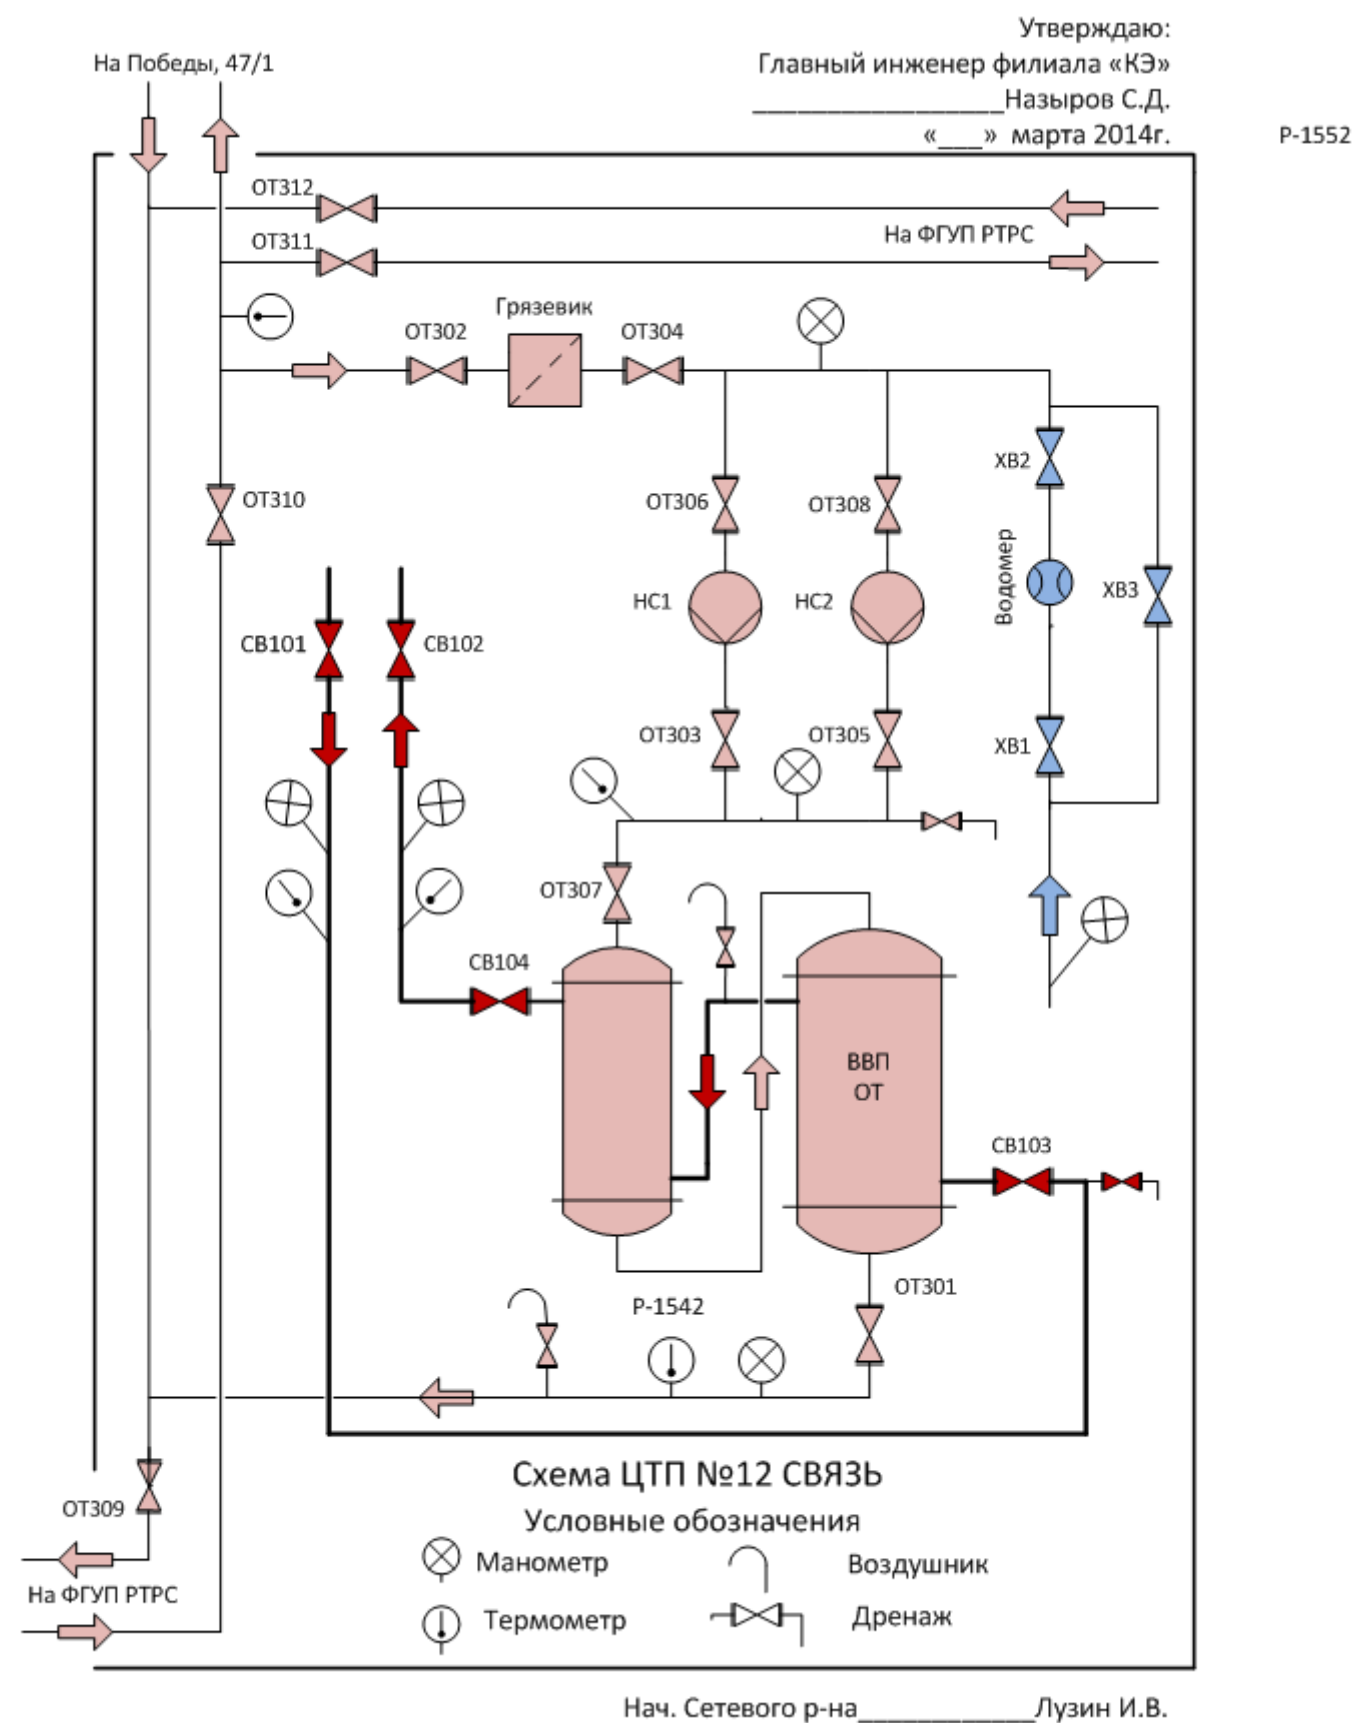 Утверждаю:
Главный инженер филиала «КЭ»
__________________Назыров С.Д.
«___» марта 2014г.
Р-1552
На Победы, 47/1
ОТ312
ОТ311
На ФГУП РТРС
Грязевик
ОТ302
ОТ304
ОТ310
ОТ306
ОТ308
ХВ2
НС1
НС2
Водомер
ХВ3
СВ101
СВ102
ОТ303
ОТ305
ХВ1
ОТ307
СВ104
ВВП
ОТ
СВ103
ОТ301
Р-1542
Схема ЦТП №12 СВЯЗЬ
ОТ309
Условные обозначения
Манометр
Воздушник
На ФГУП РТРС
Термометр
Дренаж
Нач. Сетевого р-на_____________Лузин И.В.